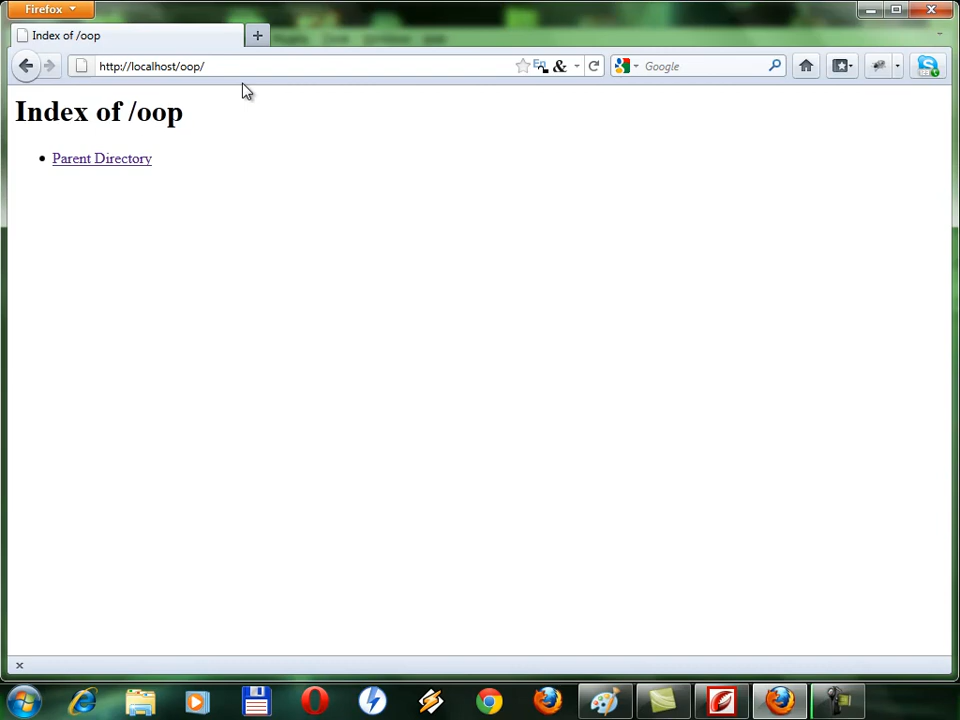 Firefox
Index of /oop
http://localhost/oop/
Google
Index of /oop
Parent Directory